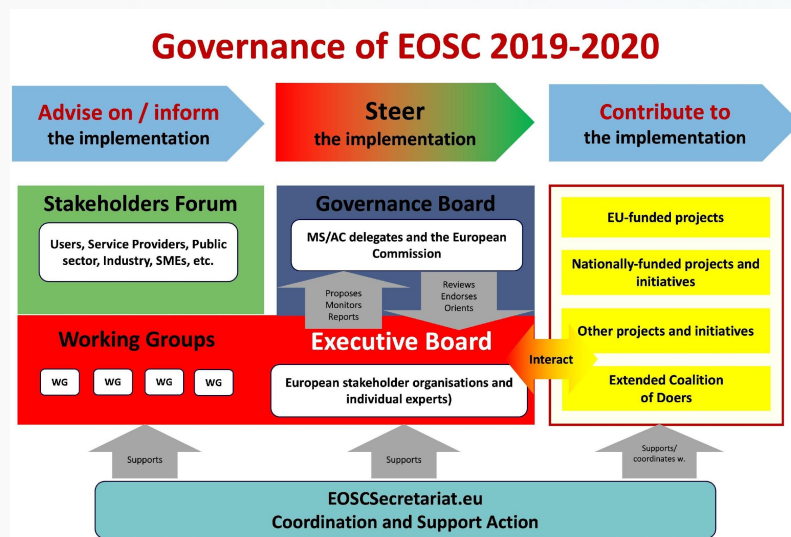 Governance of EOSC 2019-2020
Advise on / inform
the implementation
Steer
the implementation
Contribute to
the implementation
Stakeholders Forum
Users, Service Providers, Public
sector, Industry, SMEs, etc.
Governance Board
MS/AC delegates and the European
Commission
Proposes
Monitors
Reports
Reviews
Endorses
Orients
Working Groups
WG
WG
WG
WG
Executive Board
European stakeholder organisations and
individual experts)
Interact
EU-funded projects
Nationally-funded projects and
initiatives
Other projects and initiatives
Extended Coalition
of Doers
Supports
Supports
Supports/
coordinates w.
EOSCSecretariat.eu
Coordination and Support Action